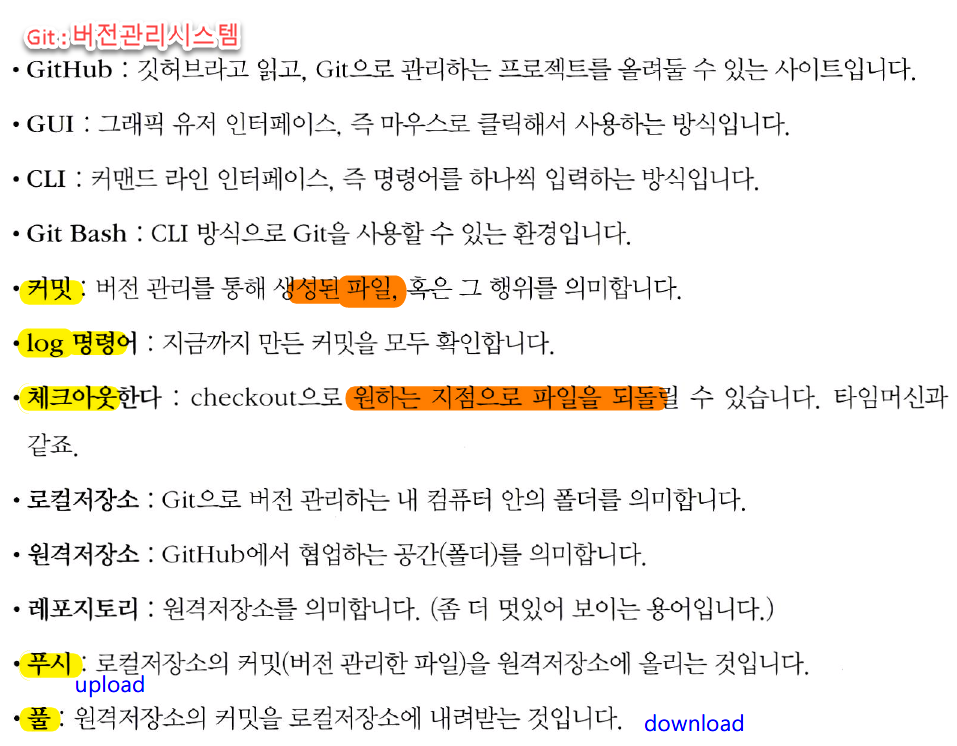 Git : 버전관리시스템
• GitHub : 깃허브라고 읽고, Git으로 관리하는 프로젝트를 올려둘 수 있는 사이트입니다.
• GUI : 그래픽 유저 인터페이스, 즉 마우스로 클릭해서 사용하는 방식입니다.
• CLI : 커맨드 라인 인터페이스, 즉 명령어를 하나씩 입력하는 방식입니다.
• Git Bash : CLI 방식으로 Git을 사용할 수 있는 환경입니다.
• 커밋 : 버전 관리를 통해 생성된 파일, 혹은 그 행위를 의미합니다.
• log 명령어 : 지금까지 만든 커밋을 모두 확인합니다.
• 체크아웃한다 : checkout으로 원하는 지점으로 파일을 되돌릴 수 있습니다. 타임머신과
같죠.
• 로컬저장소 : Git으로 버전 관리하는 내 컴퓨터 안의 폴더를 의미합니다.
• 원격저장소 : GitHub에서 협업하는 공간(폴더)를 의미합니다.
• 레포지토리 : 원격저장소를 의미합니다. (좀 더 멋있어 보이는 용어입니다.)
• 푸시 : 로컬저장소의 커밋(버전 관리한 파일)을 원격저장소에 올리는 것입니다.
upload
• 풀 : 원격저장소의 커밋을 로컬저장소에 내려받는 것입니다. download